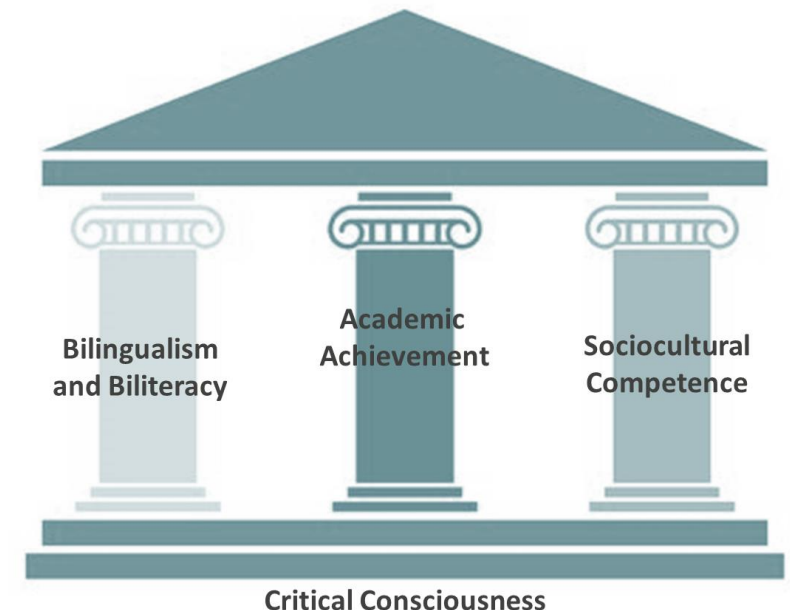 Bilingualism
and Biliteracy
Academic
Achievement
Sociocultural
Competence
Critical Consciousness